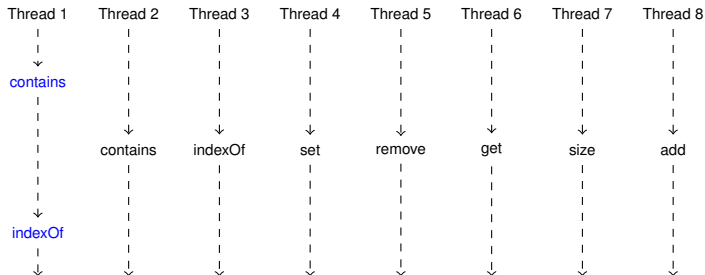 Thread 1 Thread 2 Thread 3 Thread 4 Thread 5 Thread 6 Thread 7 Thread 8
contains
contains indexOf set remove get size add
indexOf